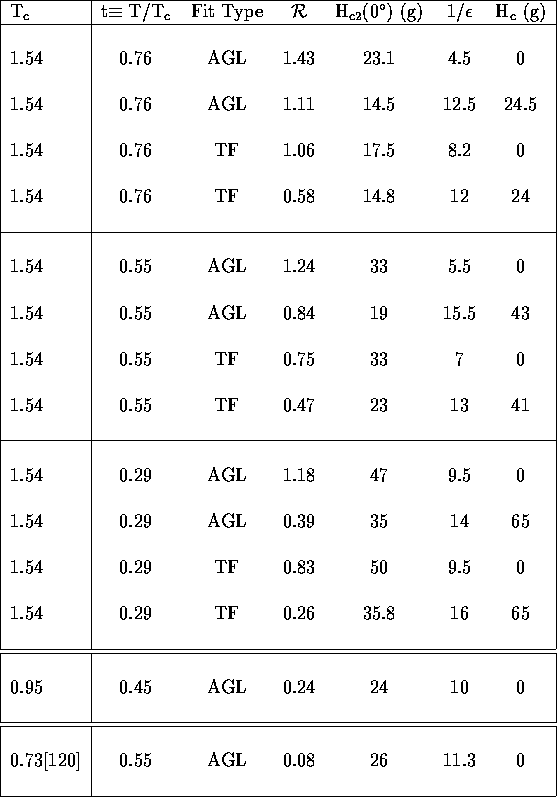 T_c t≡ T/T_c Fit Type ℛ H_c2(0°) (g) 1/ϵ H_c (g)
1.54 0.76 AGL 1.43 23.1 4.5 0
1.54 0.76 AGL 1.11 14.5 12.5 24.5
1.54 0.76 TF 1.06 17.5 8.2 0
1.54 0.76 TF 0.58 14.8 12 24
1.54 0.55 AGL 1.24 33 5.5 0
1.54 0.55 AGL 0.84 19 15.5 43
1.54 0.55 TF 0.75 33 7 0
1.54 0.55 TF 0.47 23 13 41
1.54 0.29 AGL 1.18 47 9.5 0
1.54 0.29 AGL 0.39 35 14 65
1.54 0.29 TF 0.83 50 9.5 0
1.54 0.29 TF 0.26 35.8 16 65
0.95 0.45 AGL 0.24 24 10 0
0.73[120] 0.55 AGL 0.08 26 11.3 0